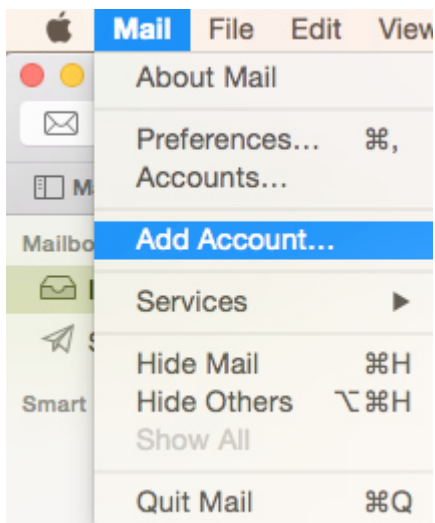 Mail File Edit View
About Mail
Preferences... ⌘,
Accounts...
Add Account...
Services ▶
Hide Mail ⌘H
Hide Others ⌥⌘H
Show All
Quit Mail ⌘Q
Smart